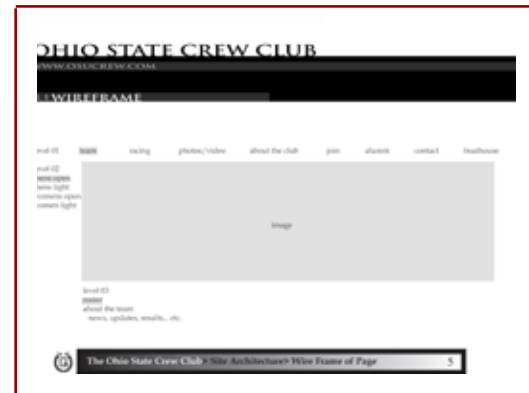 OHIO STATE CREW CLUB
WWW.OSUCREW.COM
WIREFRAME
level 01 team racing photos/video about the club join alumni contact boathouse
level 02
mens open
mens light
womens open
women light
image
level 03
roster
about the team
news, updates, results... etc.
The Ohio State Crew Club> Site Architecture> Wire Frame of Page 5